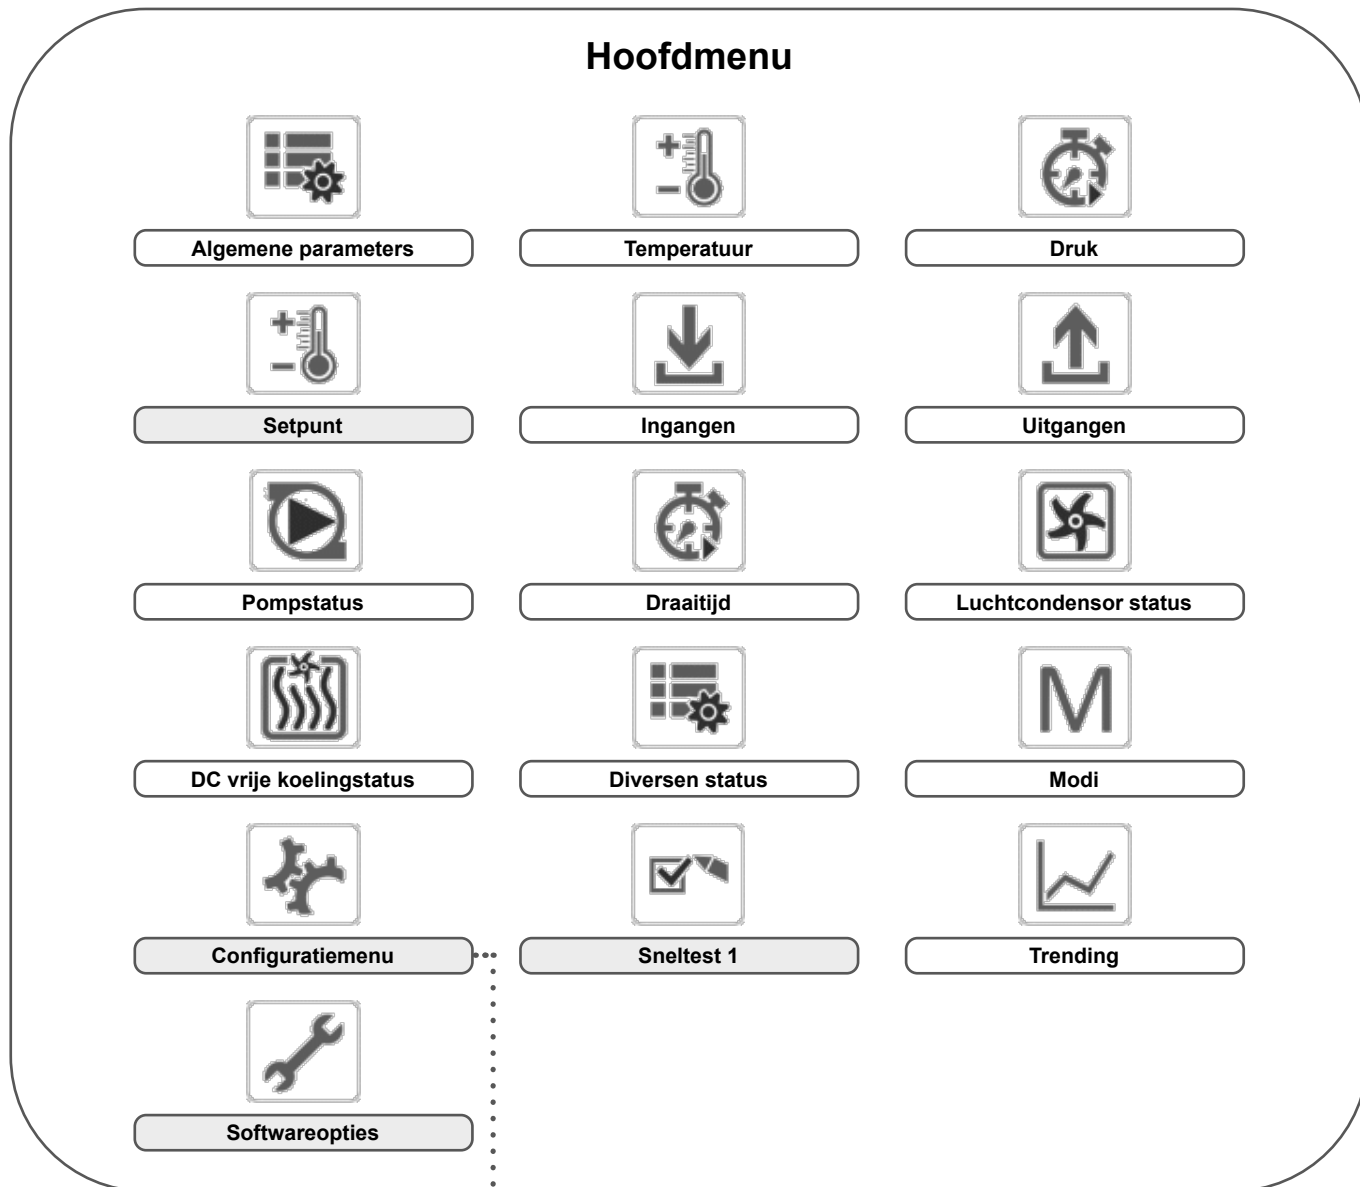 Hoofdmenu
Algemene parameters
Temperatuur
Druk
Setpunt
Ingangen
Uitgangen
Pompstatus
Draaitijd
Luchtcondensor status
DC vrije koelingstatus
Diversen status
M
Modi
Configuratiemenu
Sneltest 1
Trending
Softwareopties